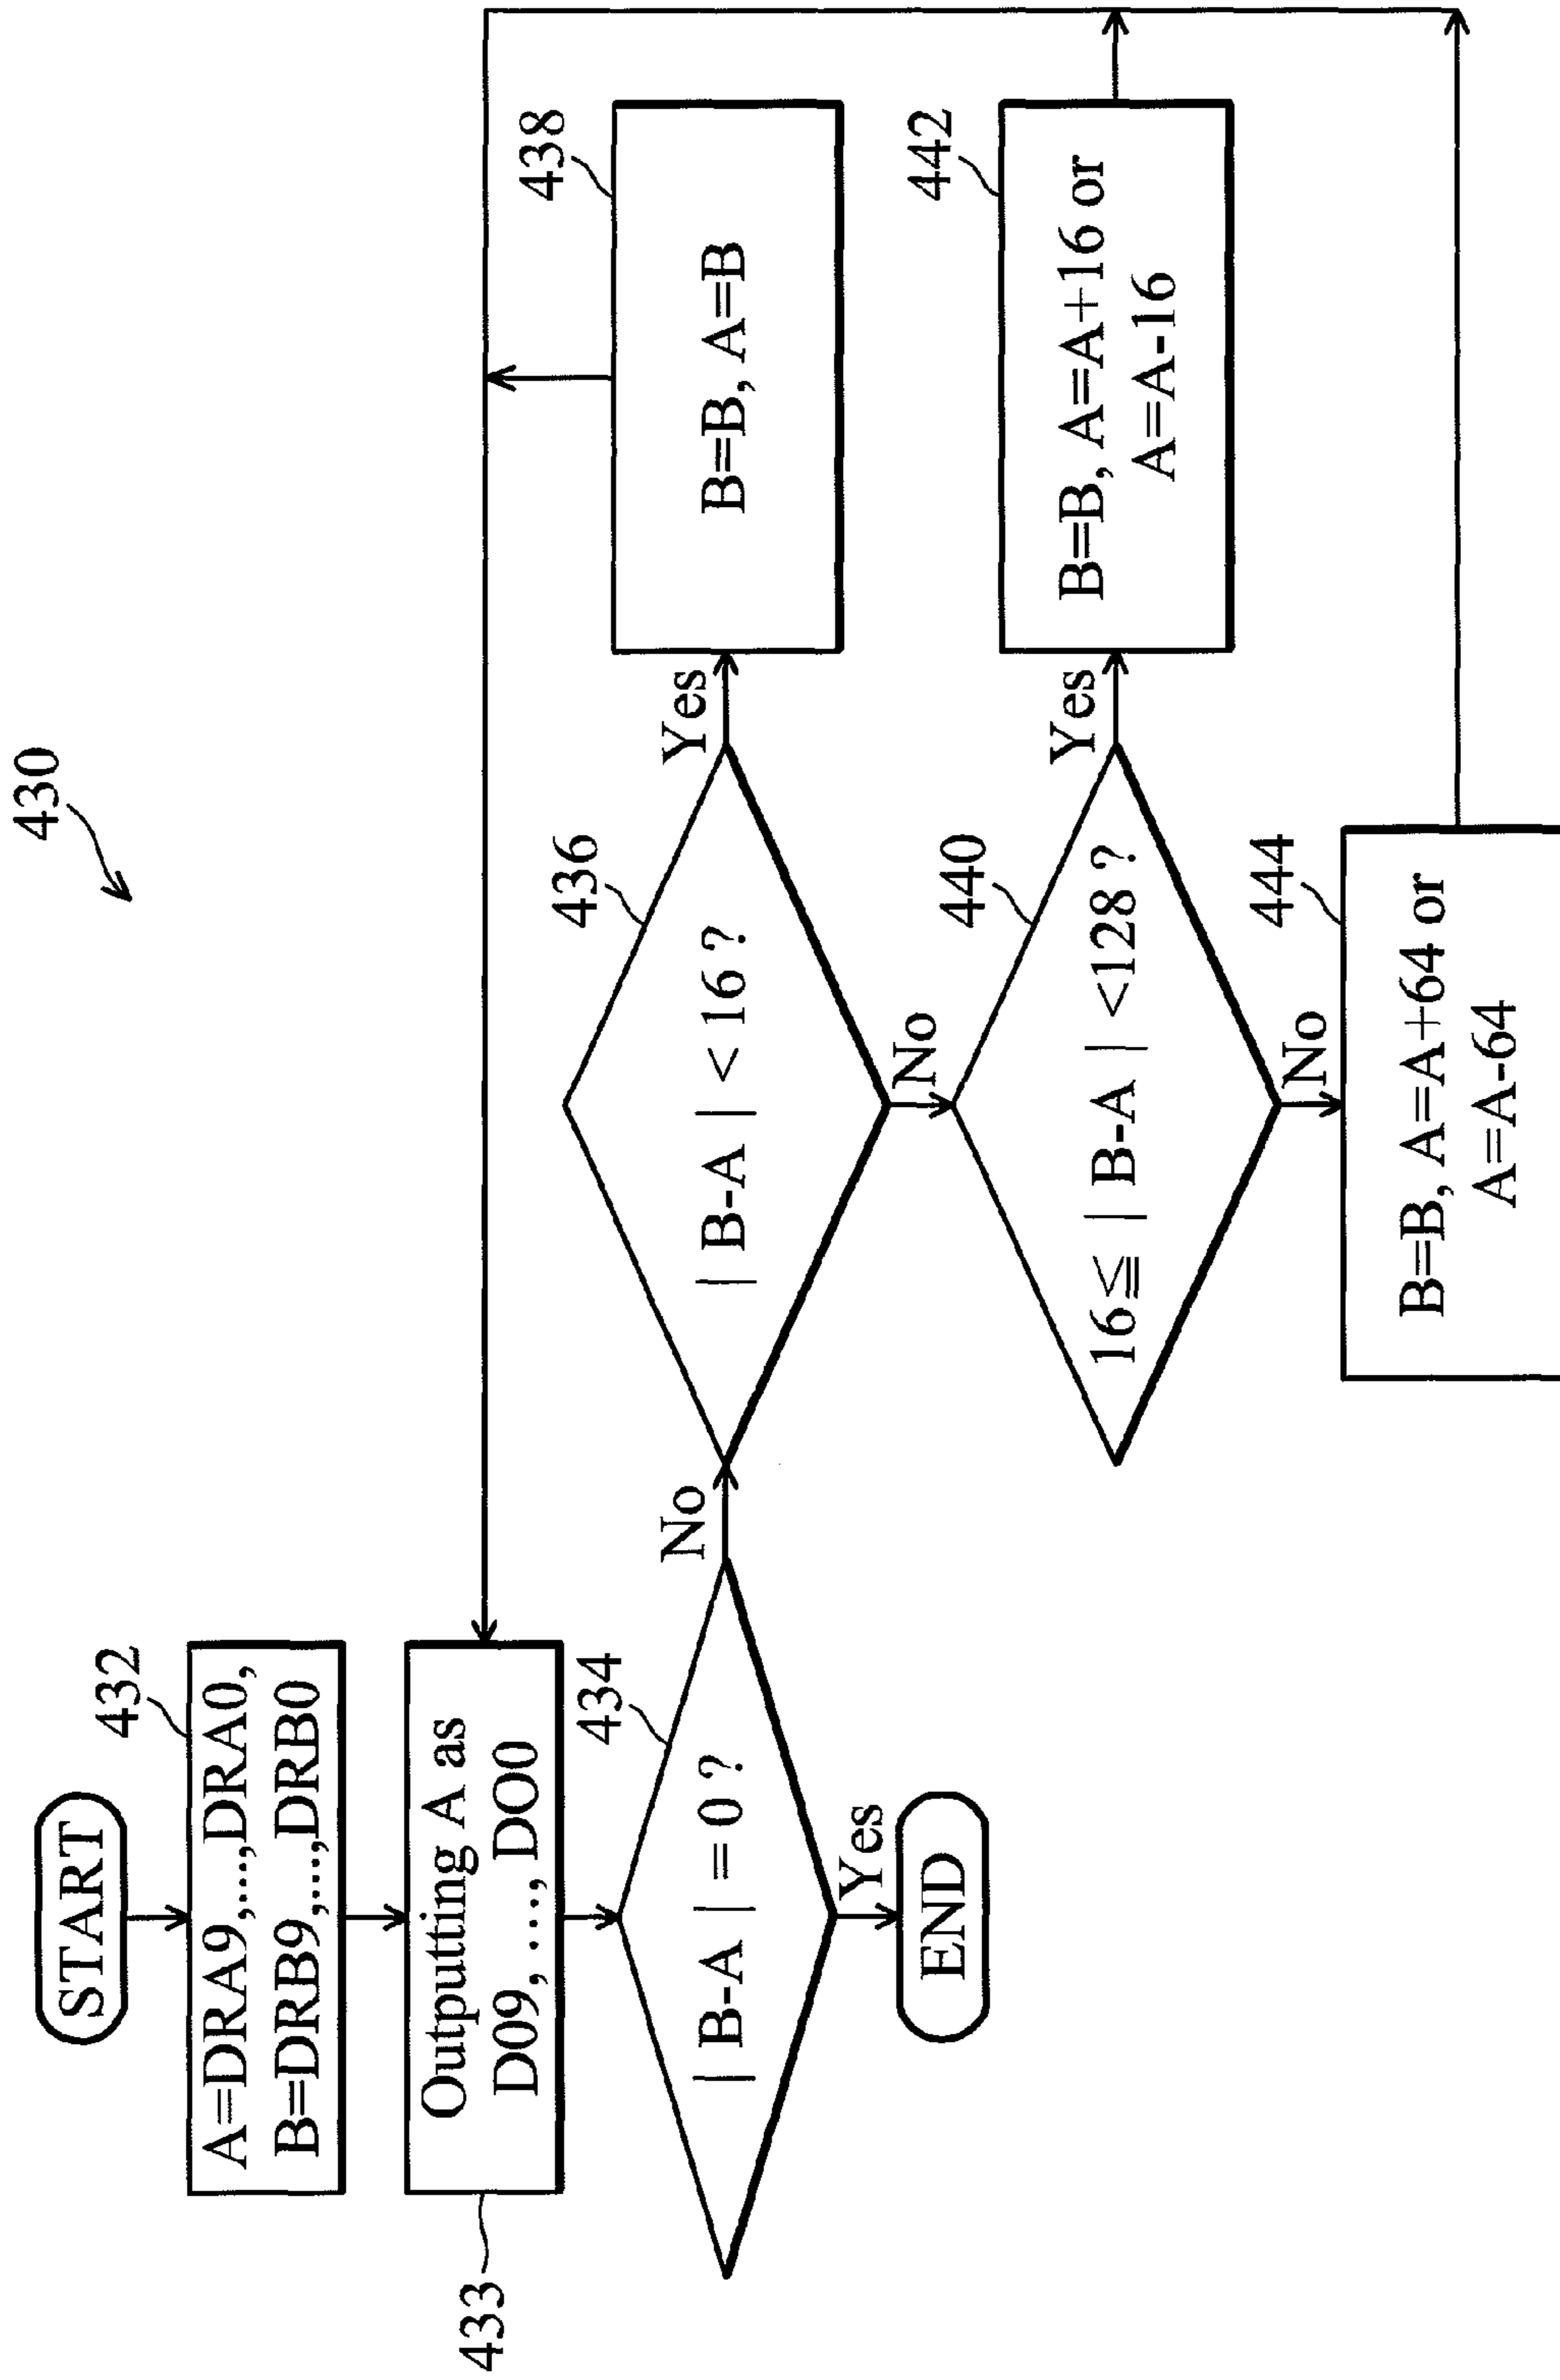 430
START
432
A=DRA9,...,DRA0,
B=DRB9,...,DRB0
433
Outputting A as
D09, ..., DO0
434
| B-A | = 0 ?
Yes
END
No
436
| B-A | < 16 ?
Yes
438
B=B, A=B
No
440
16≦ | B-A | <128 ?
Yes
442
B=B, A=A+16 or
A=A-16
No
444
B=B, A=A+64 or
A=A-64